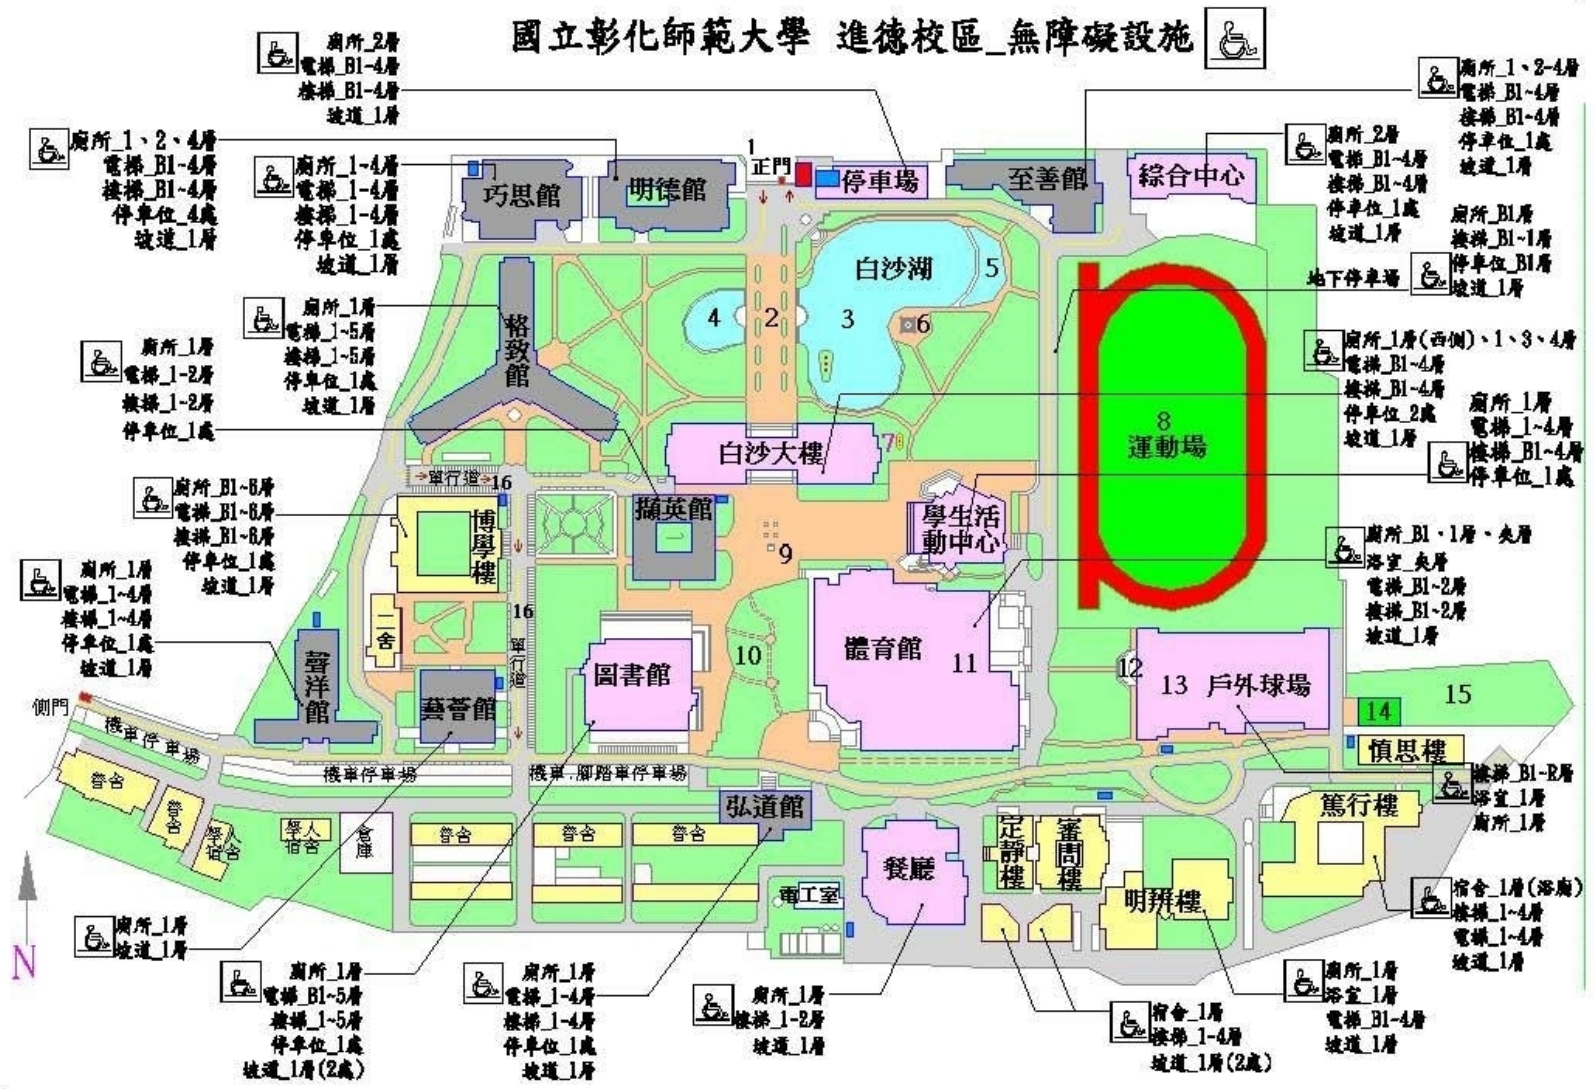 國立彰化師範大學 進德校區_無障礙設施
廁所_2層
電梯_B1-4層
樓梯_B1-4層
坡道_1層
廁所_1、2、4層
電梯_B1~4層
樓梯_B1~4層
停車位_4處
坡道_1層
廁所_1~4層
電梯_1-4層
樓梯_1-4層
停車位_1處
坡道_1層
廁所_1、2-4層
電梯_B1~4層
樓梯_B1~4層
停車位_1處
坡道_1層
廁所_2層
電梯_B1~4層
樓梯_B1~4層
停車位_1處
坡道_1層
廁所_B1層
樓梯_B1~1層
停車位_B1層
坡道_1層
地下停車場
巧思館
明德館
1
正門
停車場
至善館
綜合中心
白沙湖
2
3
4
5
6
廁所_1層
電梯_1~5層
樓梯_1~5層
停車位_1處
坡道_1層
格致館
廁所_1層
電梯_1-2層
樓梯_1-2層
停車位_1處
廁所_1層(西側)、1、3、4層
電梯_B1~4層
樓梯_B1~4層
停車位_2處
坡道_1層
廁所_1層
電梯_1~4層
樓梯_B1~4層
停車位_1處
8
運動場
白沙大樓
7
單行道
16
擷英館
學生活
動中心
9
博學樓
廁所_B1~6層
電梯_B1~6層
樓梯_B1~6層
停車位_1處
坡道_1層
廁所_B1、1層、夾層
浴室_夾層
電梯_B1~2層
樓梯_B1~2層
坡道_1層
廁所_1層
電梯_1~4層
樓梯_1~4層
停車位_1處
坡道_1層
二舍
16
單行道
聲洋館
藝薈館
圖書館
10
體育館
11
12
13
戶外球場
14
15
側門
機車停車場
機車停車場
機車.腳踏車停車場
慎思樓
樓梯_B1~R層
浴室_1層
廁所_1層
眷舍
眷舍
學人
宿舍
學人
宿舍
倉庫
眷舍
眷舍
眷舍
弘道館
餐廳
電工室
定靜樓
審問樓
明辨樓
篤行樓
宿舍_1層(浴廁)
樓梯_1~4層
電梯_1~4層
坡道_1層
N
廁所_1層
坡道_1層
廁所_1層
電梯_B1~5層
樓梯_1~5層
停車位_1處
坡道_1層(2處)
廁所_1層
電梯_1-4層
樓梯_1-4層
停車位_1處
坡道_1層
廁所_1層
樓梯_1-2層
坡道_1層
宿舍_1層
樓梯_1-4層
坡道_1層(2處)
廁所_1層
浴室_1層
電梯_B1~4層
坡道_1層